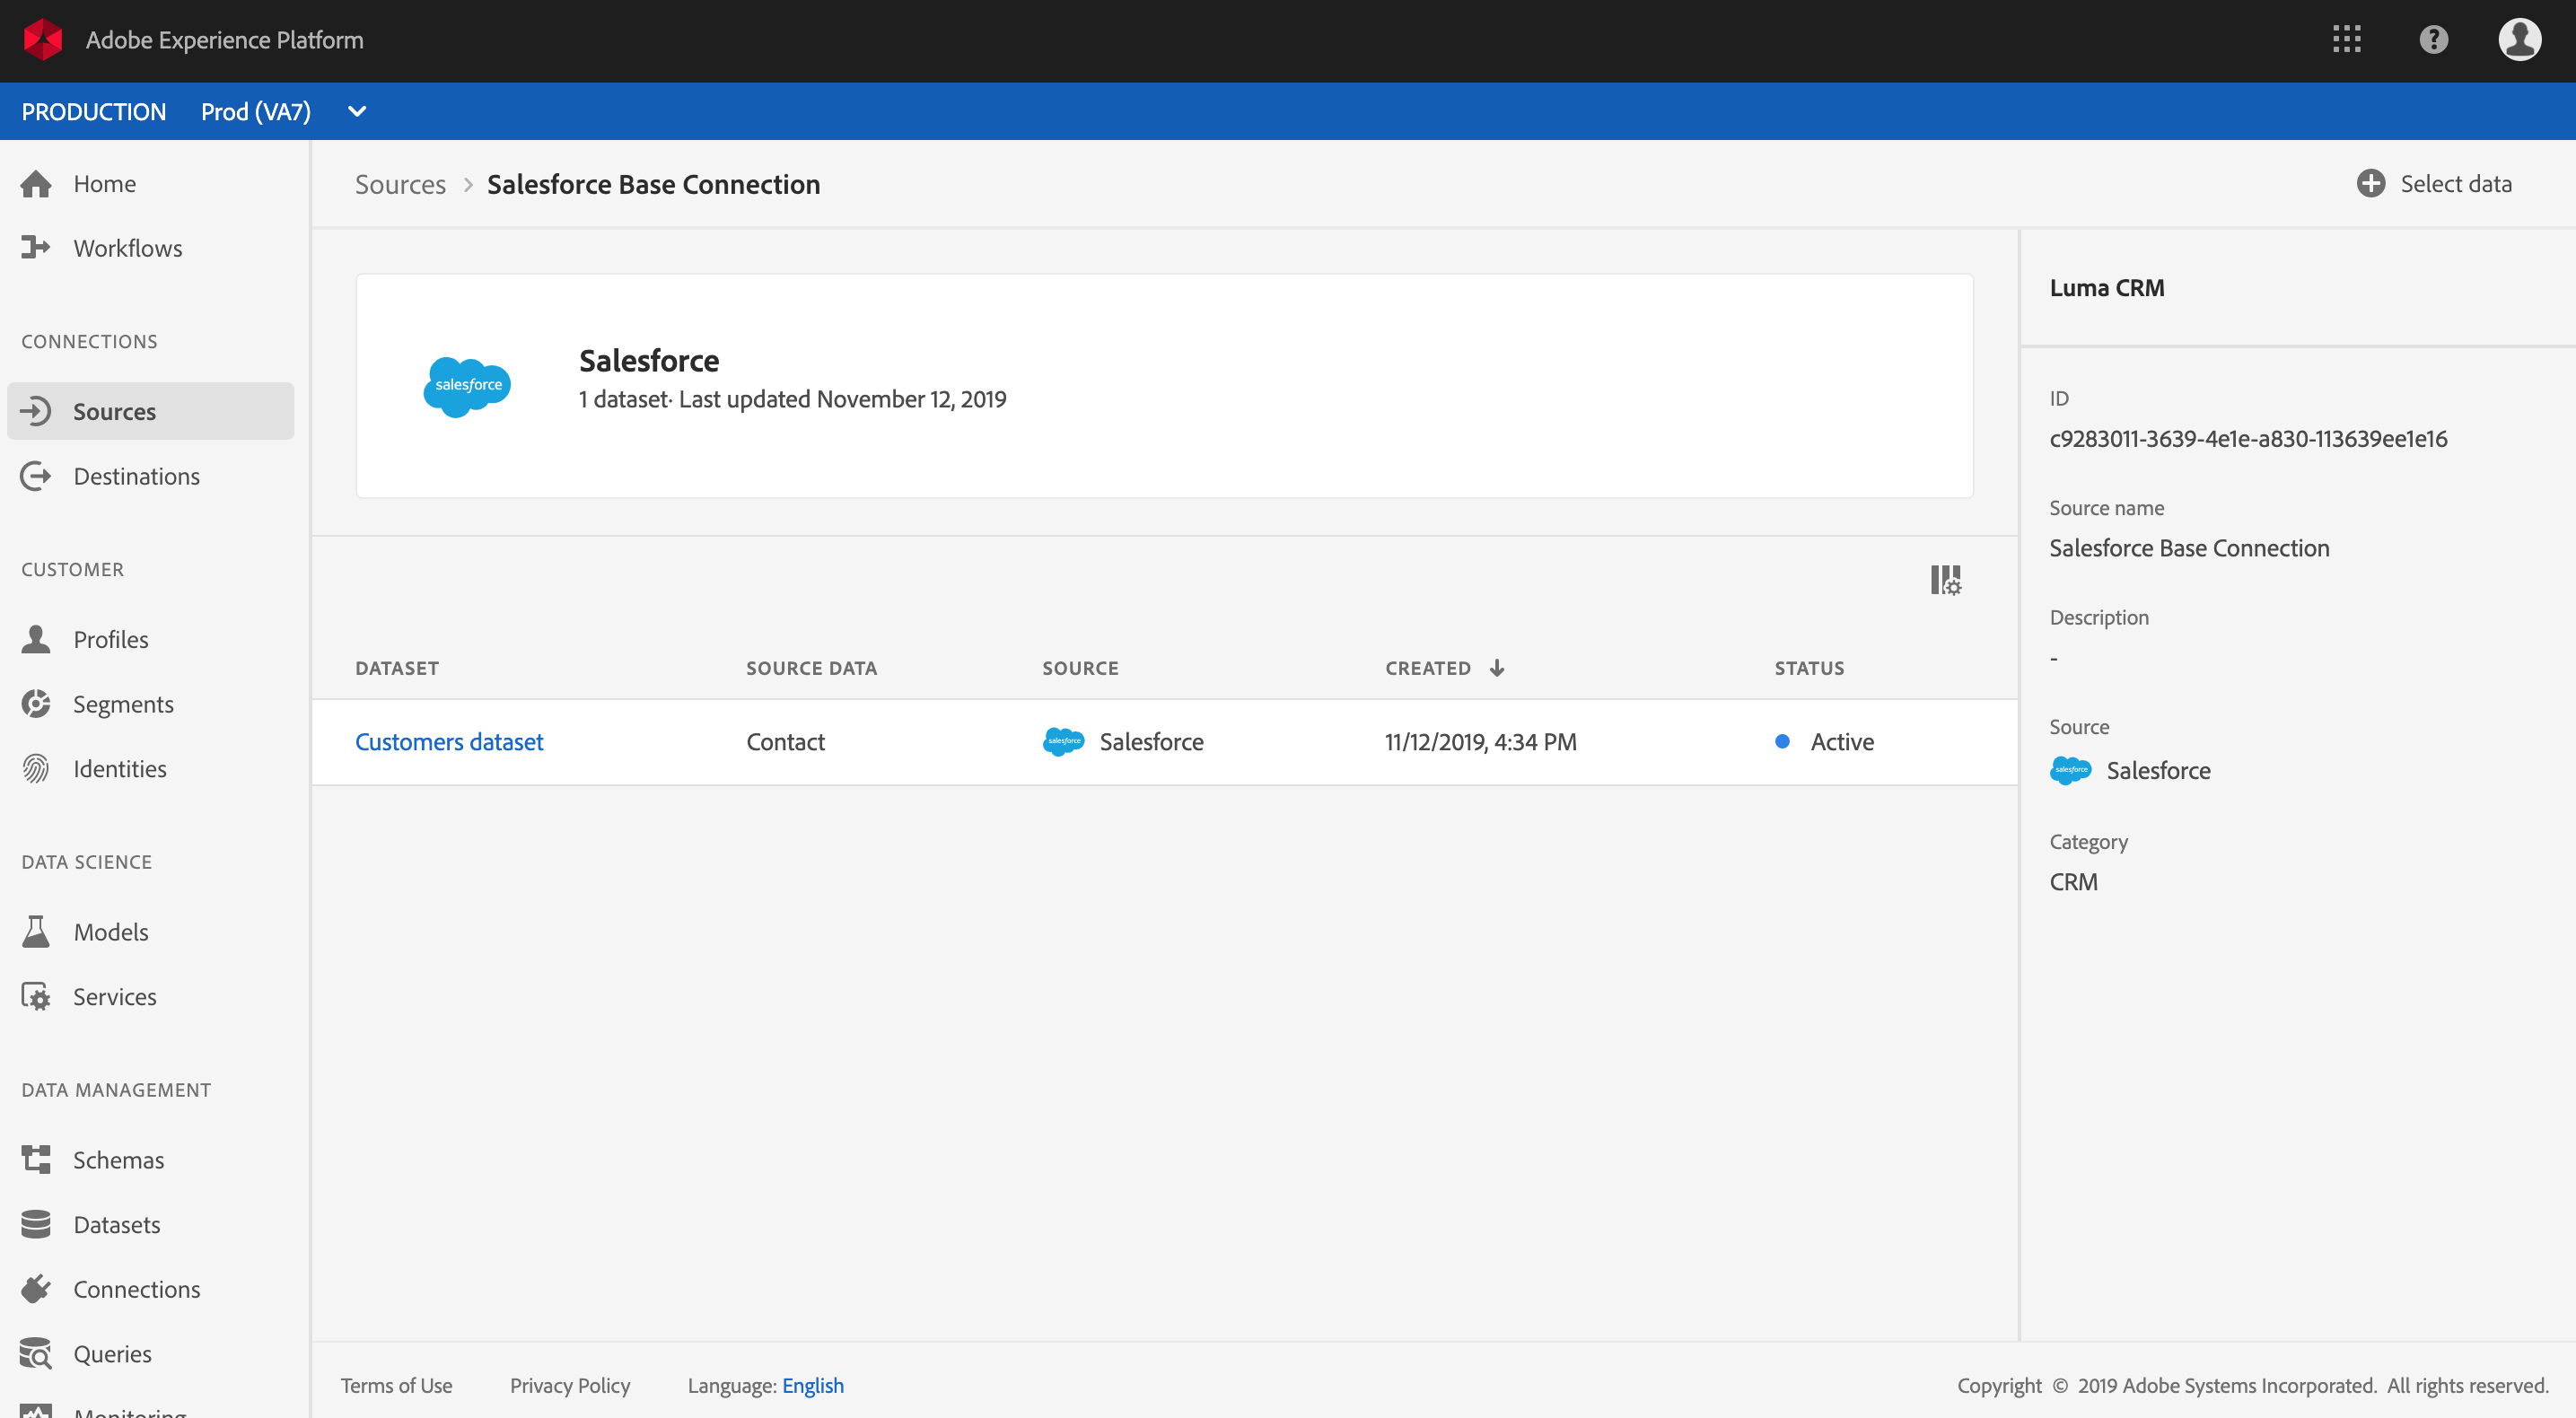 Adobe Experience Platform
PRODUCTION Prod (VA7)
Home
Workflows
CONNECTIONS
Sources
Destinations
CUSTOMER
Profiles
Segments
Identities
DATA SCIENCE
Models
Services
DATA MANAGEMENT
Schemas
Datasets
Connections
Queries
Monitoring
Sources > Salesforce Base Connection
Select data
salesforce
Salesforce
1 dataset· Last updated November 12, 2019
DATASET SOURCE DATA SOURCE CREATED STATUS
Customers dataset Contact salesforce Salesforce 11/12/2019, 4:34 PM Active
Luma CRM
ID
c9283011-3639-4e1e-a830-113639ee1e16
Source name
Salesforce Base Connection
Description
-
Source
salesforce Salesforce
Category
CRM
Terms of Use Privacy Policy Language: English
Copyright © 2019 Adobe Systems Incorporated. All rights reserved.